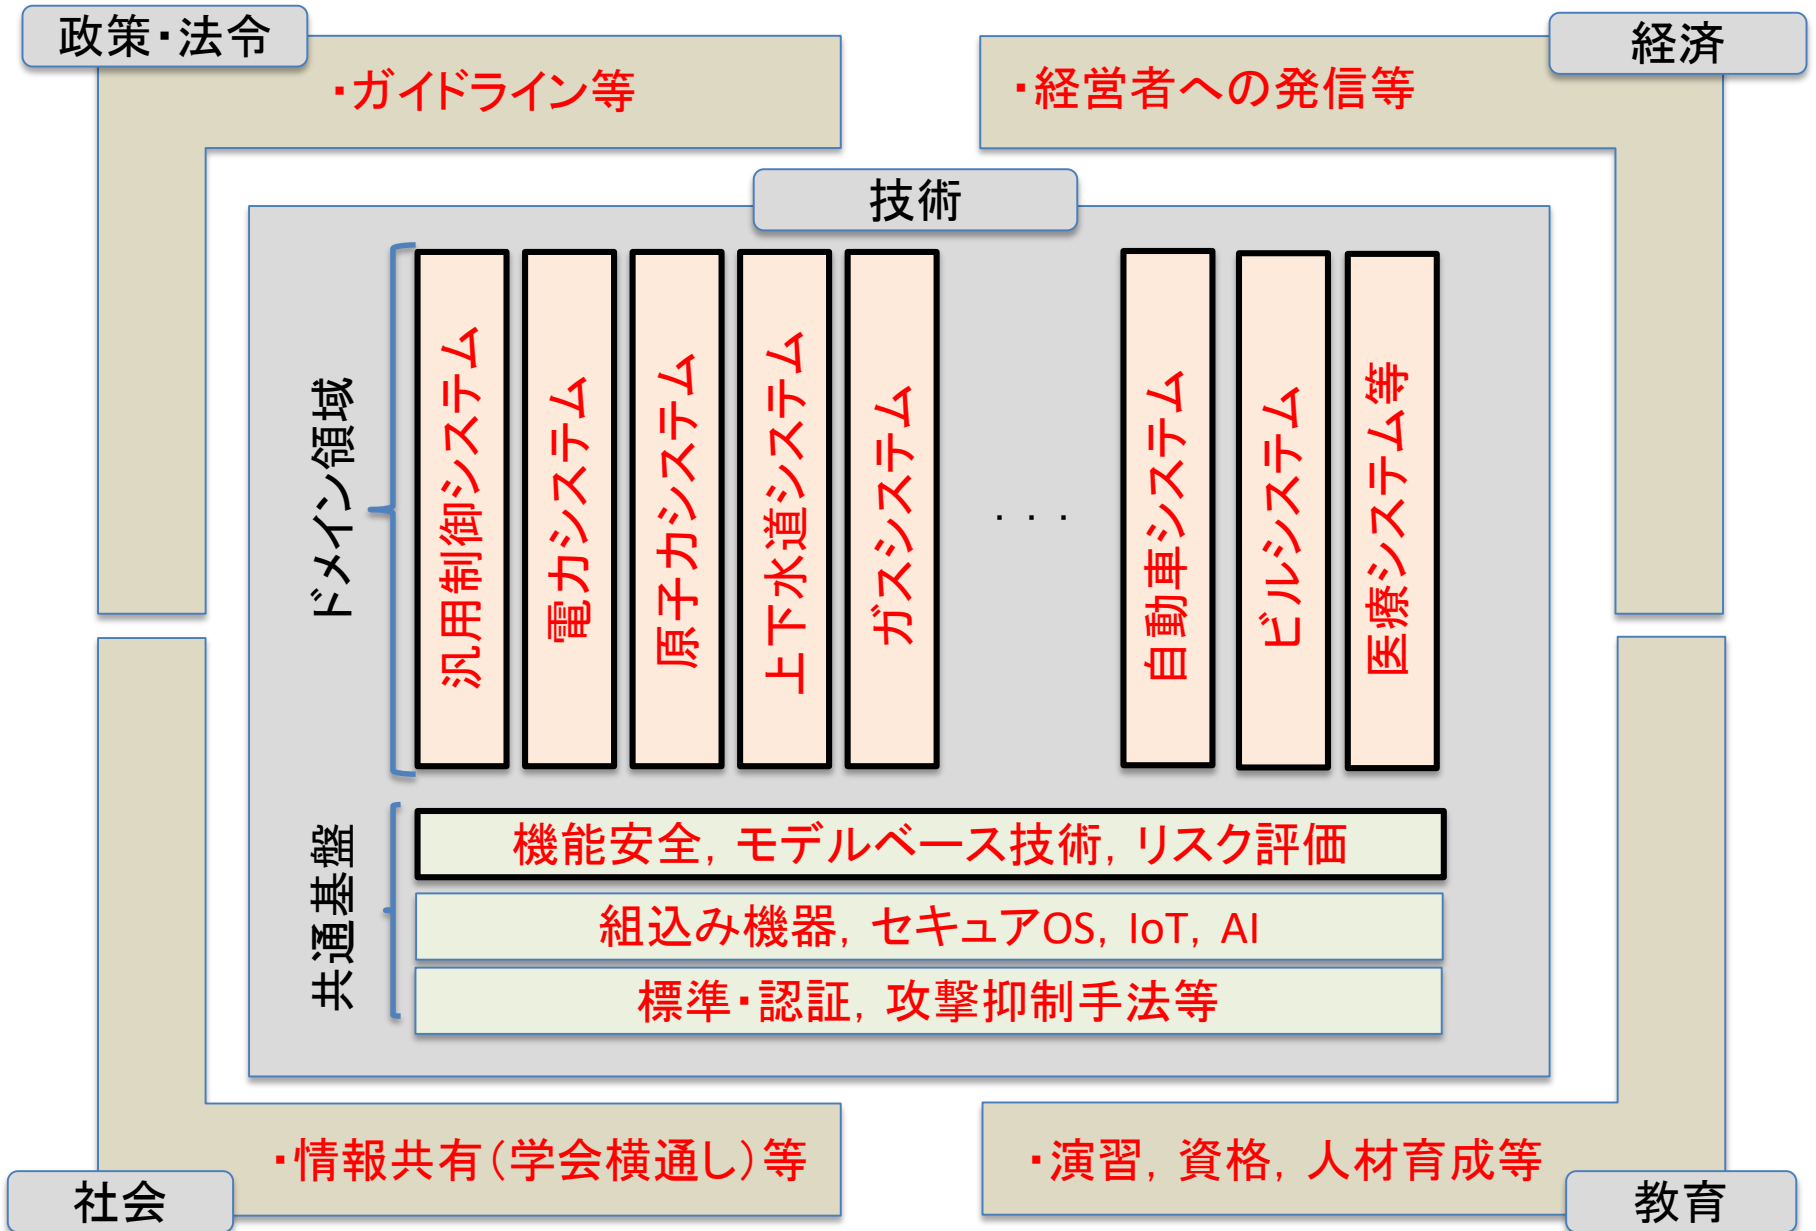 政策・法令
・ガイドライン等
経済
・経営者への発信等
技術
ドメイン領域
汎用制御システム
電力システム
原子力システム
上下水道システム
ガスシステム
．．．
自動車システム
ビルシステム
医療システム等
共通基盤
機能安全，モデルベース技術，リスク評価
組込み機器，セキュアOS，IoT，AI
標準・認証，攻撃抑制手法等
・情報共有（学会横通し）等
社会
・演習，資格，人材育成等
教育